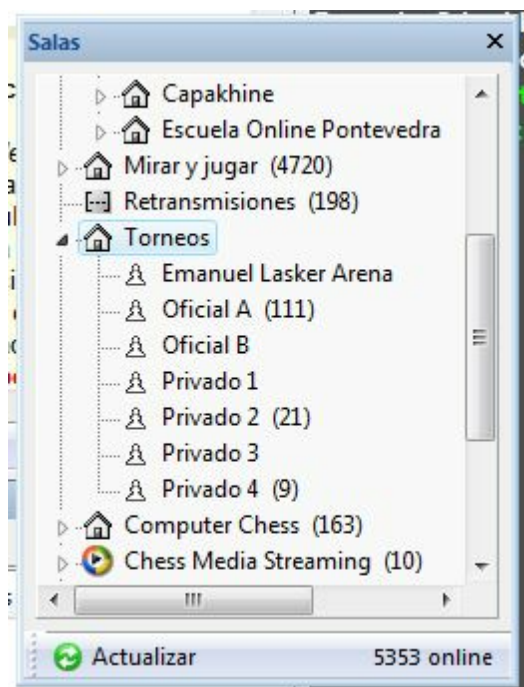 Salas
Capakhine
Escuela Online Pontevedra
Mirar y jugar (4720)
Retransmisiones (198)
Torneos
Emanuel Lasker Arena
Oficial A (111)
Oficial B
Privado 1
Privado 2 (21)
Privado 3
Privado 4 (9)
Computer Chess (163)
Chess Media Streaming (10)
Actualizar 5353 online